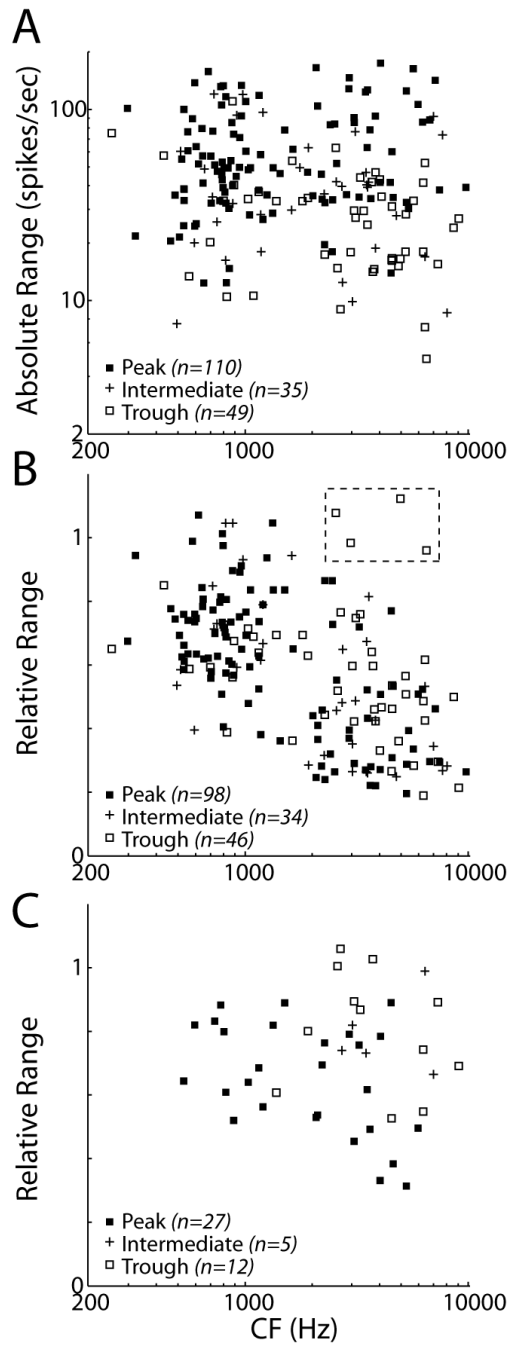 A
Absolute Range (spikes/sec)
100
10
2
Peak (n=110)
Intermediate (n=35)
Trough (n=49)
200
1000
10000
B
Relative Range
1
0
Peak (n=98)
Intermediate (n=34)
Trough (n=46)
200
1000
10000
C
Relative Range
1
0
Peak (n=27)
Intermediate (n=5)
Trough (n=12)
200
1000
10000
CF (Hz)